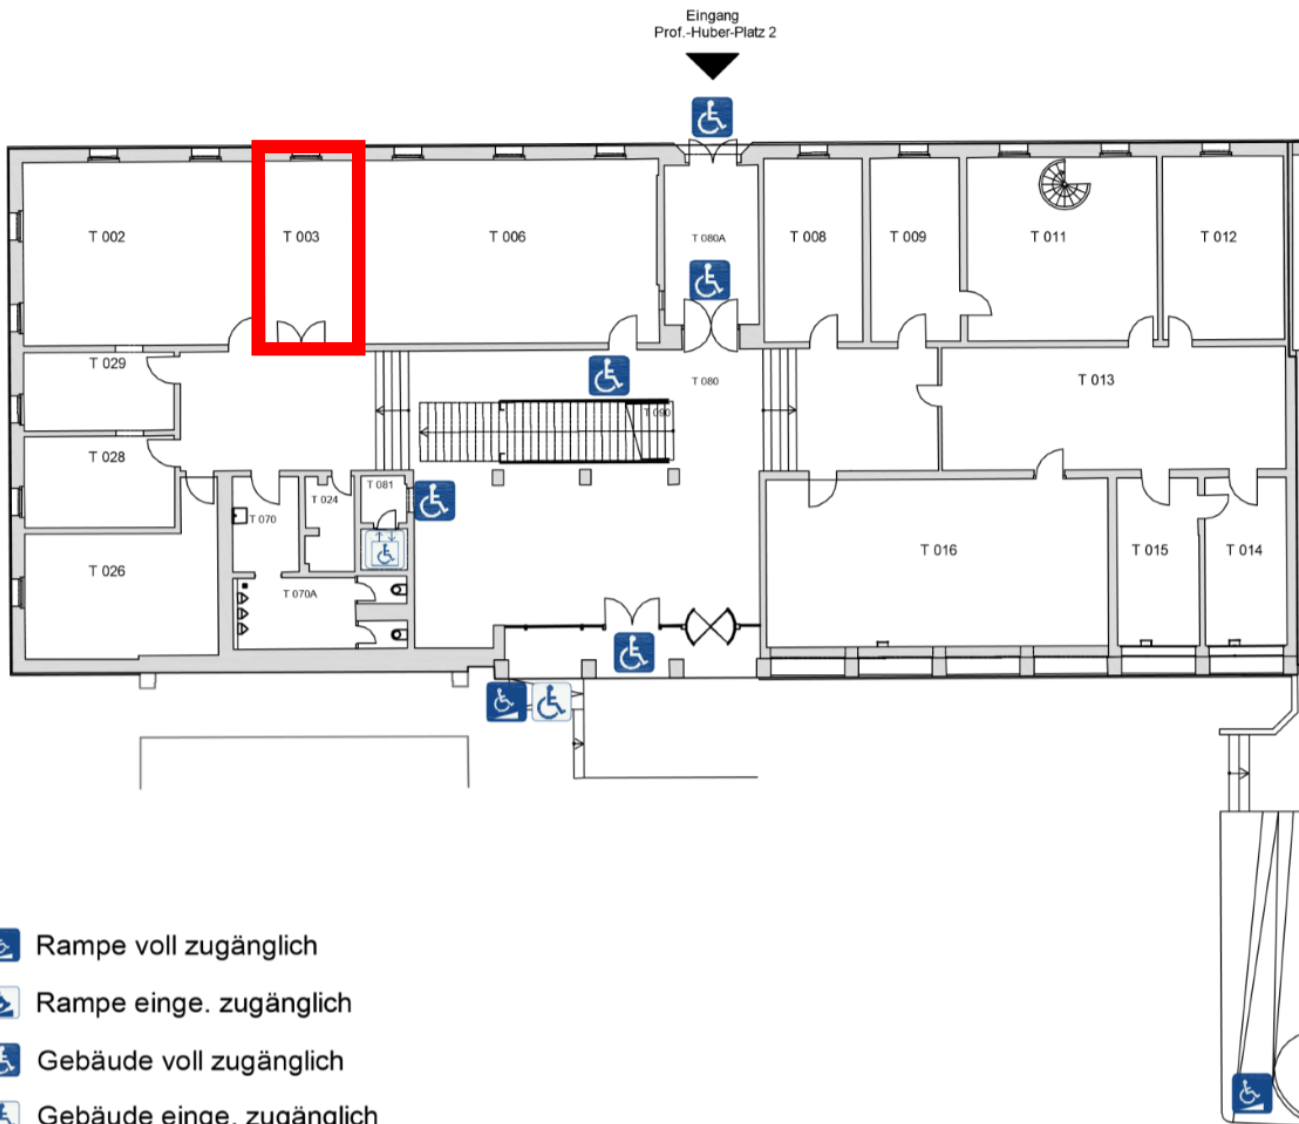 Eingang
Prof.-Huber-Platz 2
T 002
T 003
T 006
T 080A
T 008
T 009
T 011
T 012
T 029
T 080
T 013
T 090
T 028
T 081
T 024
T 070
T 026
T 070A
T 016
T 015
T 014
Rampe voll zugänglich
Rampe einge. zugänglich
Gebäude voll zugänglich
Gebäude einge. zugänglich